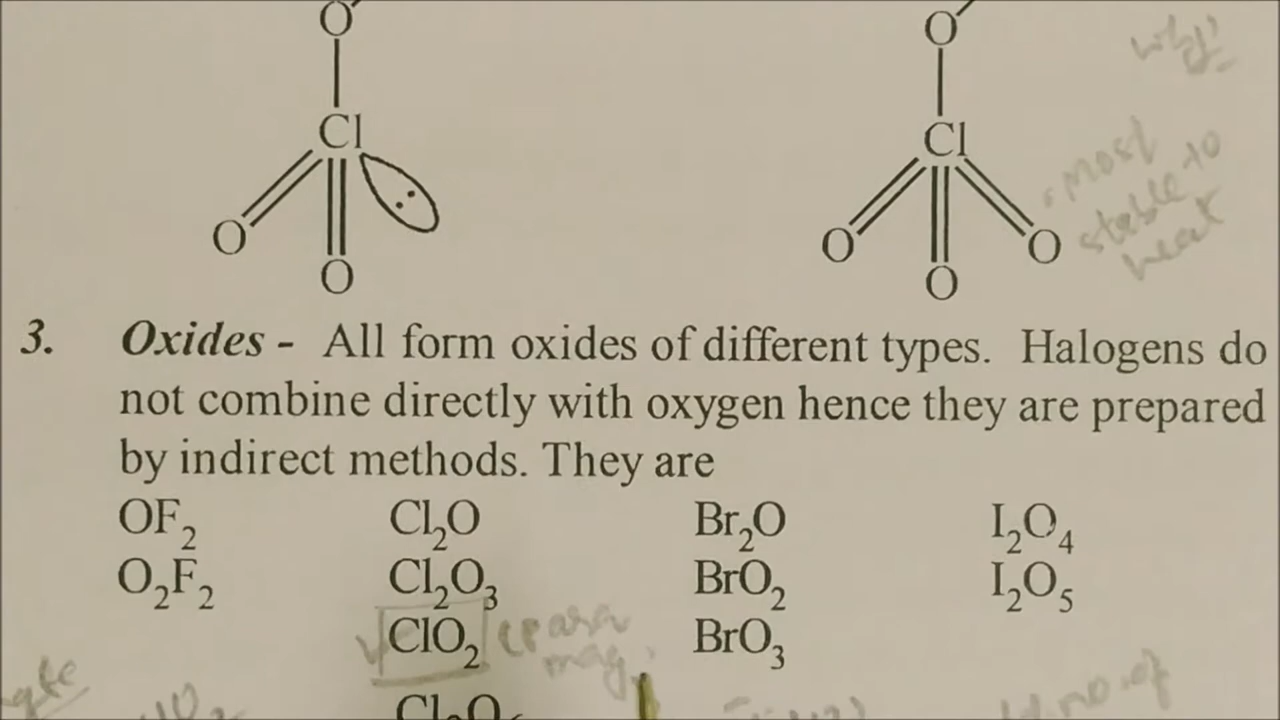 O O
Cl Cl
O O O O
O O
most
stable to
heat
3. Oxides - All form oxides of different types. Halogens do
not combine directly with oxygen hence they are prepared
by indirect methods. They are
OF₂ Cl₂O Br₂O I₂O₄
O₂F₂ Cl₂O₃ BrO₂ I₂O₅
ClO₂ BrO₃
no of